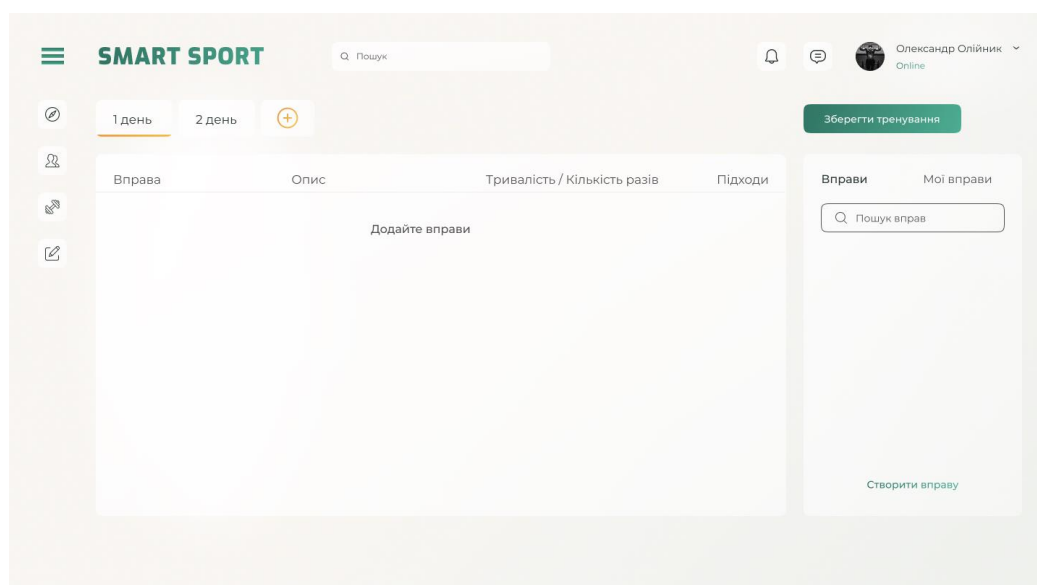 SMART SPORT
Пошук
Олександр Олійник
Online
1 день
2 день
Зберегти тренування
Вправа
Опис
Тривалість / Кількість разів
Підходи
Додайте вправи
Вправи
Мої вправи
Пошук вправ
Створити вправу